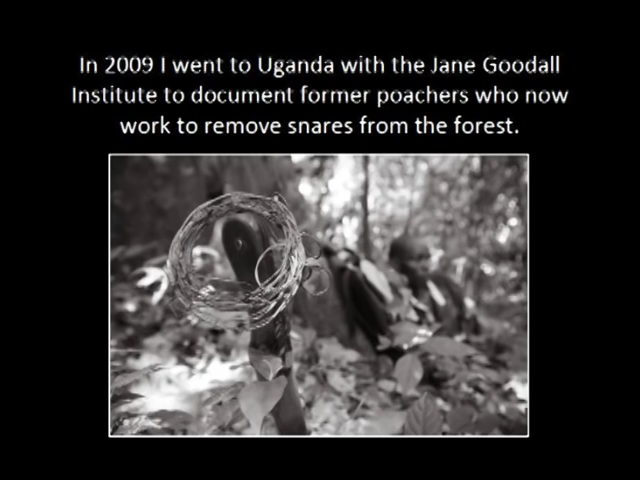 In 2009 I went to Uganda with the Jane Goodall
Institute to document former poachers who now
work to remove snares from the forest.